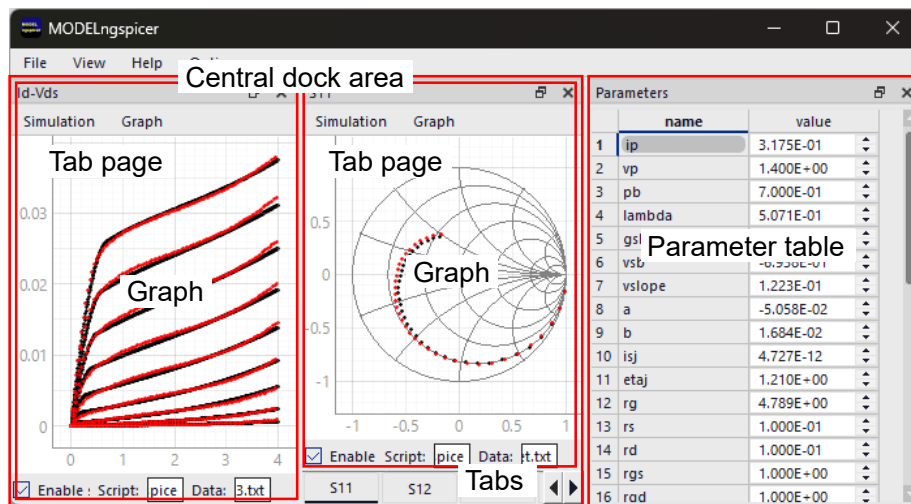 MODELngspicer
File View Help
Central dock area
Id-Vds
S11
Parameters
Simulation Graph
Simulation Graph
name value
Tab page
Tab page
Graph
Graph
Parameter table
0.03
0.02
0.01
0
0 1 2 3 4
0.5
0
-0.5
-1
-1 -0.5 0 0.5 1
1 ip 3.175E-01
2 vp 1.400E+00
3 pb 7.000E-01
4 lambda 5.071E-01
5
6 vsb
7 vslope 1.223E-01
8 a -5.058E-02
9 b 1.684E-02
10 isj 4.727E-12
11 etaj 1.210E+00
12 rg 4.789E+00
13 rs 1.000E-01
14 rd 1.000E-01
15 rgs 1.000E+00
16 rgd 1.000E+00
Enable : Script: pice Data: 3.txt
Enable Script: pice Data: et.txt
Tabs
S11 S12